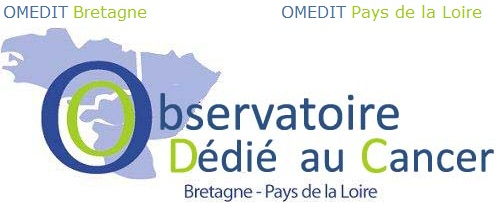 OMEDIT Bretagne OMEDIT Pays de la Loire
Observatoire
Dédié au Cancer
Bretagne - Pays de la Loire